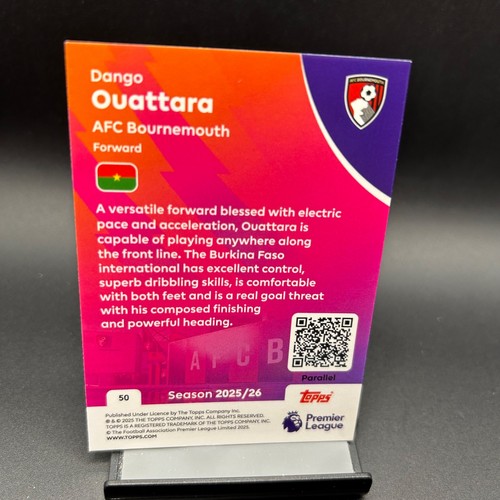 Dango
Ouattara
AFC BOURNEMOUTH
AFC Bournemouth
Forward
A versatile forward blessed with electric
pace and acceleration, Ouattara is
capable of playing anywhere along
the front line. The Burkina Faso
international has excellent control,
superb dribbling skills, is comfortable
with both feet and is a real goal threat
with his composed finishing
and powerful heading.
AFCB
Parallel
50
Season 2025/26
Topps
Published Under Licence by The Topps Company Inc.
® & © 2025 THE TOPPS COMPANY, INC. ALL RIGHTS RESERVED.
TOPPS IS A REGISTERED TRADEMARK OF THE TOPPS COMPANY, INC.
© The Football Association Premier League Limited 2025.
WWW.TOPPS.COM
Premier
League